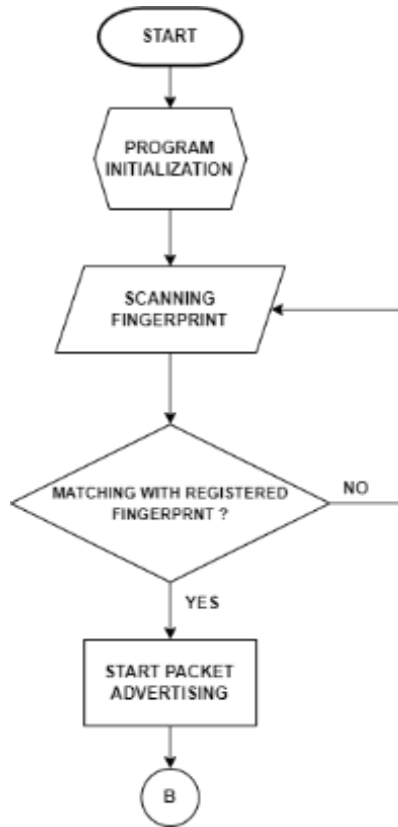 START
PROGRAM
INITIALIZATION
SCANNING
FINGERPRINT
MATCHING WITH REGISTERED
FINGERPRNT ?
NO
YES
START PACKET
ADVERTISING
B